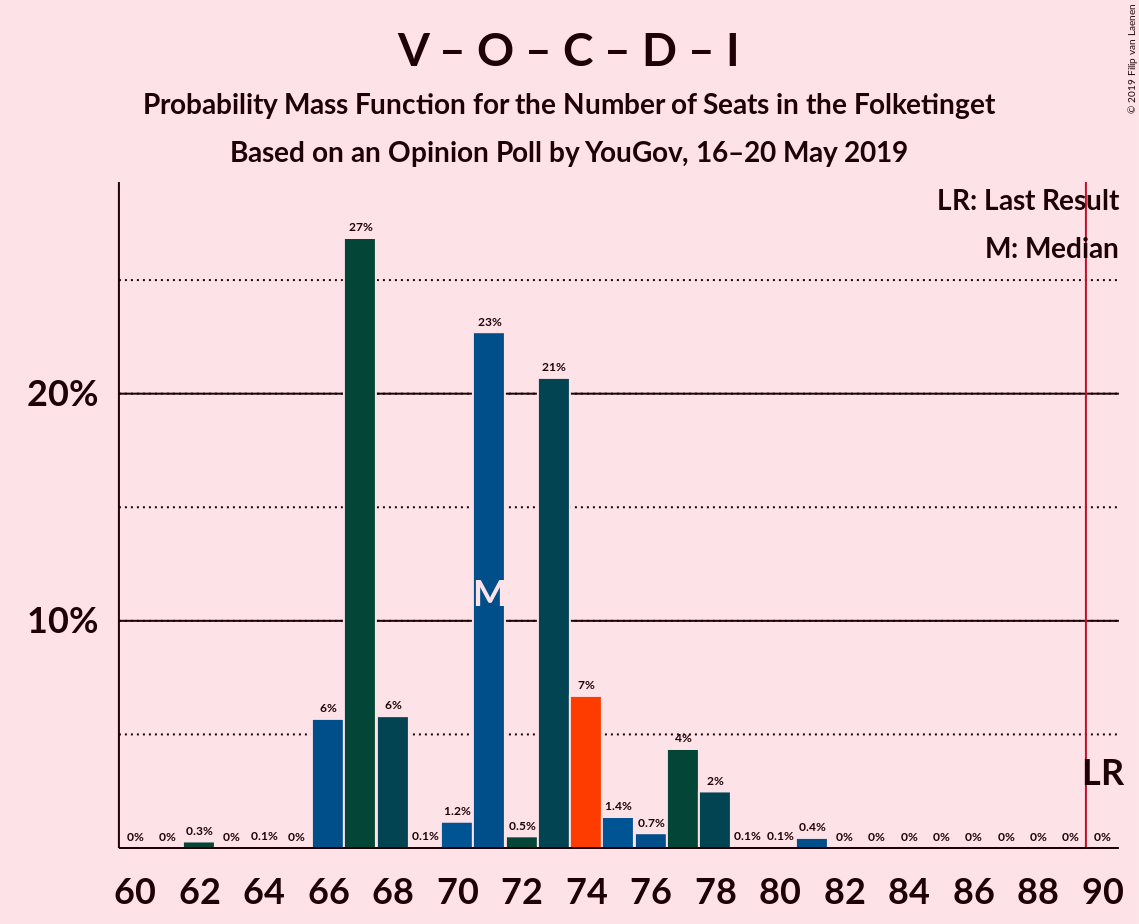 V – O – C – D – I
Probability Mass Function for the Number of Seats in the Folketinget
Based on an Opinion Poll by YouGov, 16–20 May 2019
© 2019 Filip van Laenen
LR: Last Result
M: Median
27%
23%
21%
20%
M
10%
7%
6%
6%
4%
LR
2%
0% 0% 0.3% 0% 0.1% 0% 0.1% 1.2% 0.5% 1.4% 0.7% 0.1% 0.1% 0.4% 0% 0% 0% 0% 0% 0% 0% 0% 0%
60 62 64 66 68 70 72 74 76 78 80 82 84 86 88 90